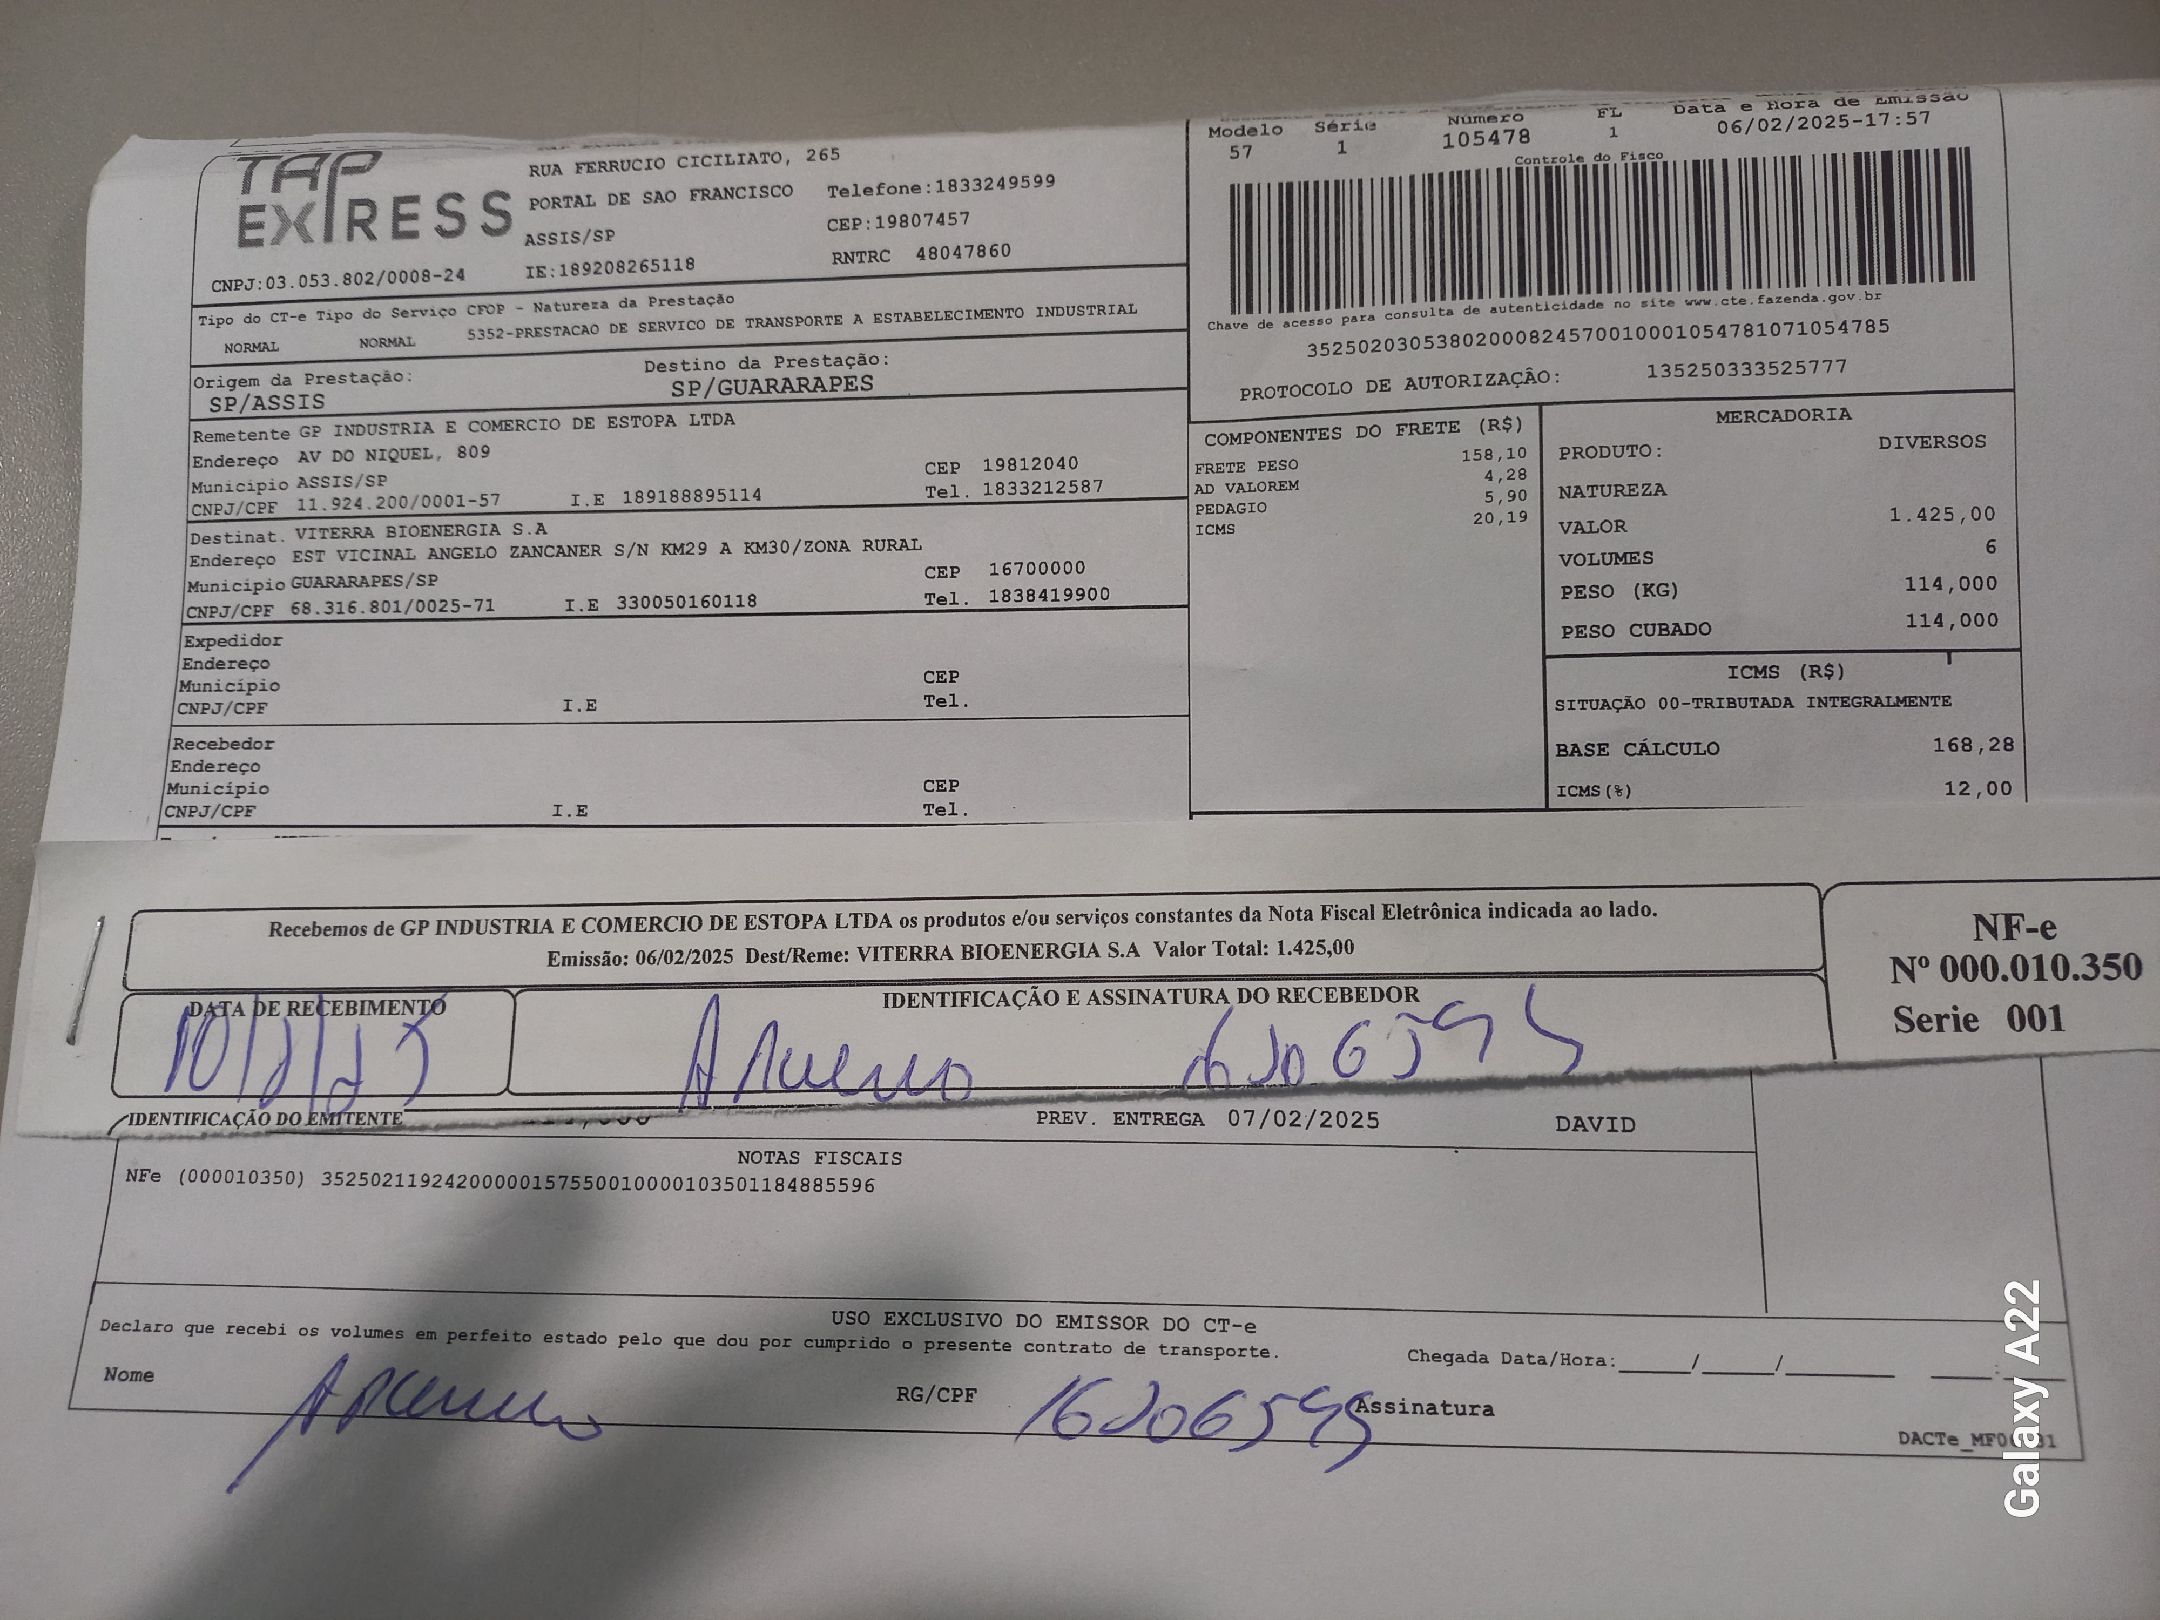 TAP EXPRESS
RUA FERRUCIO CICILIATO, 265
PORTAL DE SAO FRANCISCO Telefone:1833249599
ASSIS/SP CEP:19807457
CNPJ:03.053.802/0008-24 IE:189208265118 RNTRC 48047860
Modelo Série Número FL Data e Hora de Emissão
57 1 105478 1 06/02/2025-17:57
Controle do Fisco
Chave de acesso para consulta de autenticidade no site www.cte.fazenda.gov.br
35250203053802000824570010001054781071054785
PROTOCOLO DE AUTORIZAÇÃO: 135250333525777
Tipo do CT-e Tipo do Serviço CFOP - Natureza da Prestação
NORMAL NORMAL 5352-PRESTACAO DE SERVICO DE TRANSPORTE A ESTABELECIMENTO INDUSTRIAL
Origem da Prestação: Destino da Prestação:
SP/ASSIS SP/GUARARAPES
Remetente GP INDUSTRIA E COMERCIO DE ESTOPA LTDA
Endereço AV DO NIQUEL, 809
Município ASSIS/SP CEP 19812040
CNPJ/CPF 11.924.200/0001-57 I.E 189188895114 Tel. 1833212587
Destinat. VITERRA BIOENERGIA S.A
Endereço EST VICINAL ANGELO ZANCANER S/N KM29 A KM30/ZONA RURAL
Município GUARARAPES/SP CEP 16700000
CNPJ/CPF 68.316.801/0025-71 I.E 330050160118 Tel. 1838419900
Expedidor
Endereço
Município CEP
CNPJ/CPF I.E Tel.
Recebedor
Endereço
Município CEP
CNPJ/CPF I.E Tel.
COMPONENTES DO FRETE (R$)
FRETE PESO 158,10
AD VALOREM 4,28
PEDAGIO 5,90
ICMS 20,19
MERCADORIA
PRODUTO: DIVERSOS
NATUREZA
VALOR 1.425,00
VOLUMES 6
PESO (KG) 114,000
PESO CUBADO 114,000
ICMS (R$)
SITUAÇÃO 00-TRIBUTADA INTEGRALMENTE
BASE CÁLCULO 168,28
ICMS(%) 12,00
Recebemos de GP INDUSTRIA E COMERCIO DE ESTOPA LTDA os produtos e/ou serviços constantes da Nota Fiscal Eletrônica indicada ao lado.
Emissão: 06/02/2025 Dest/Reme: VITERRA BIOENERGIA S.A Valor Total: 1.425,00
NF-e
Nº 000.010.350
Serie 001
DATA DE RECEBIMENTO IDENTIFICAÇÃO E ASSINATURA DO RECEBEDOR
IDENTIFICAÇÃO DO EMITENTE PREV. ENTREGA 07/02/2025 DAVID
NOTAS FISCAIS
NFe (000010350) 35250211924200000157550010000103501184885596
USO EXCLUSIVO DO EMISSOR DO CT-e
Declaro que recebi os volumes em perfeito estado pelo que dou por cumprido o presente contrato de transporte.
Chegada Data/Hora:_____/_____/________ _____:_____
Nome RG/CPF Assinatura
Galaxy A22